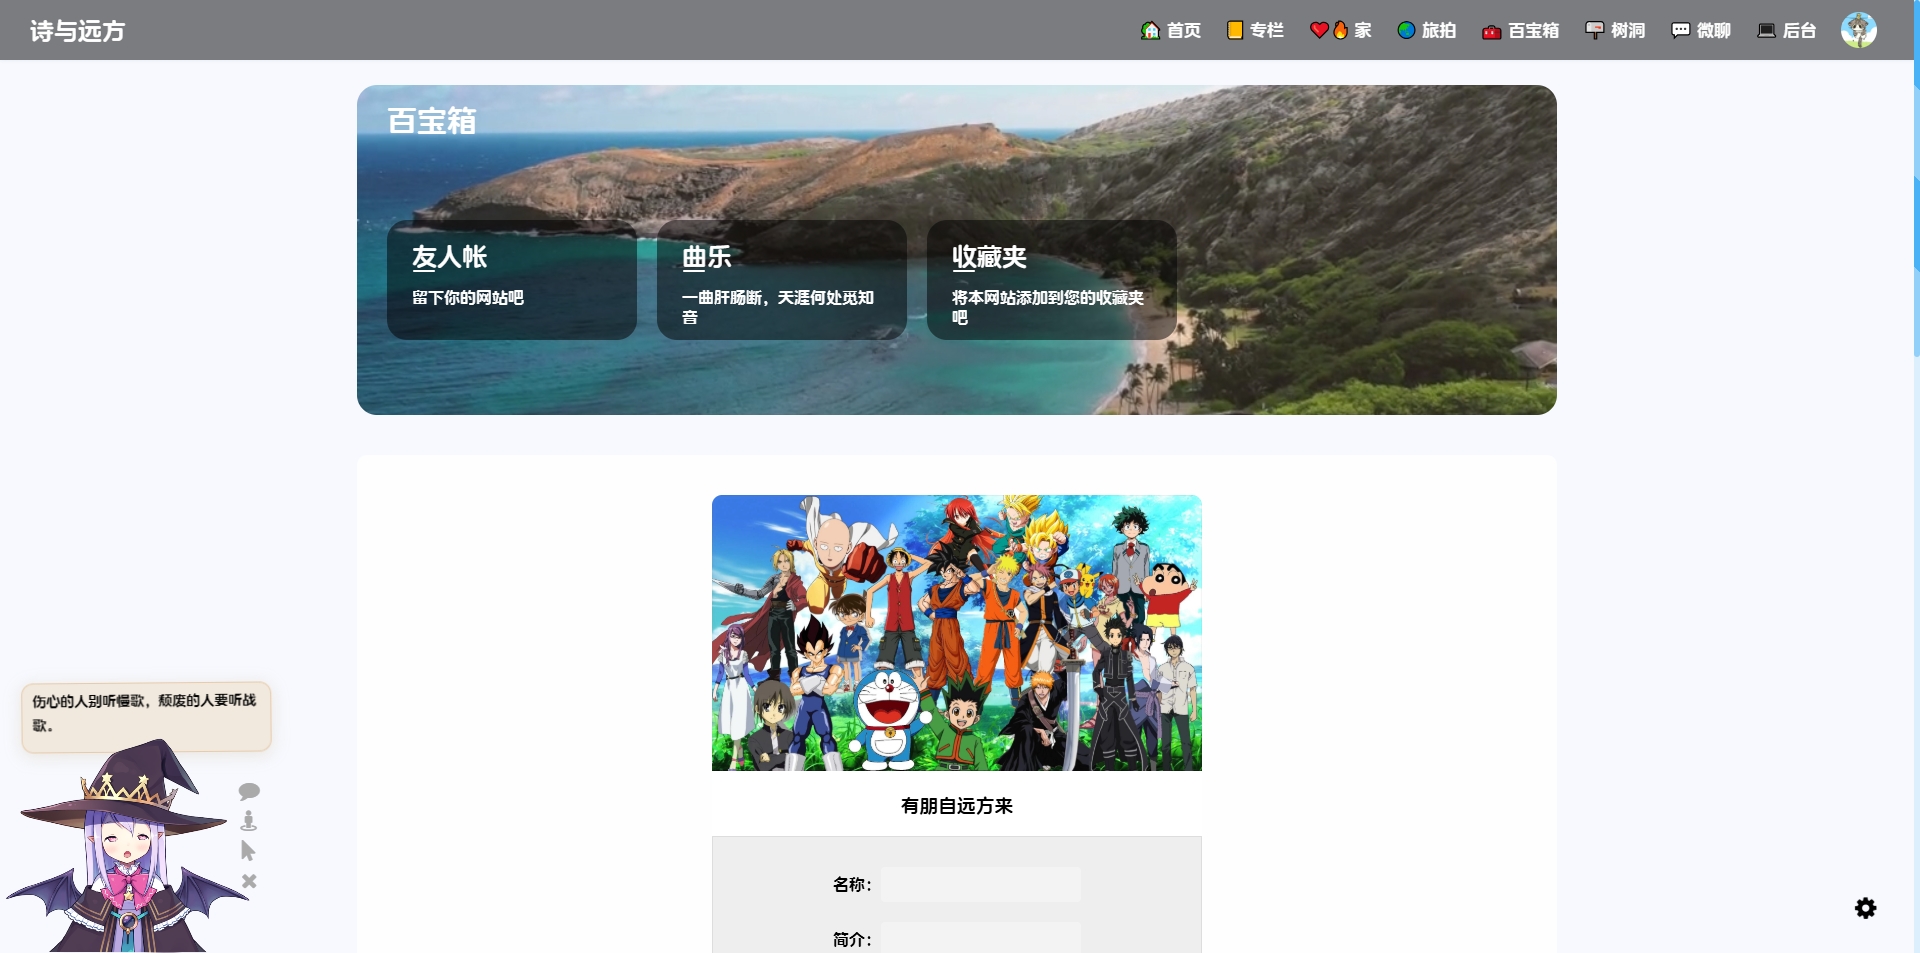 诗与远方
首页 专栏 家 旅拍 百宝箱 树洞 微聊 后台
百宝箱
友人帐
留下你的网站吧
曲乐
一曲肝肠断，天涯何处觅知
音
收藏夹
将本网站添加到您的收藏夹
吧
伤心的人别听慢歌，颓废的人要听战
歌。
有朋自远方来
名称：
简介：